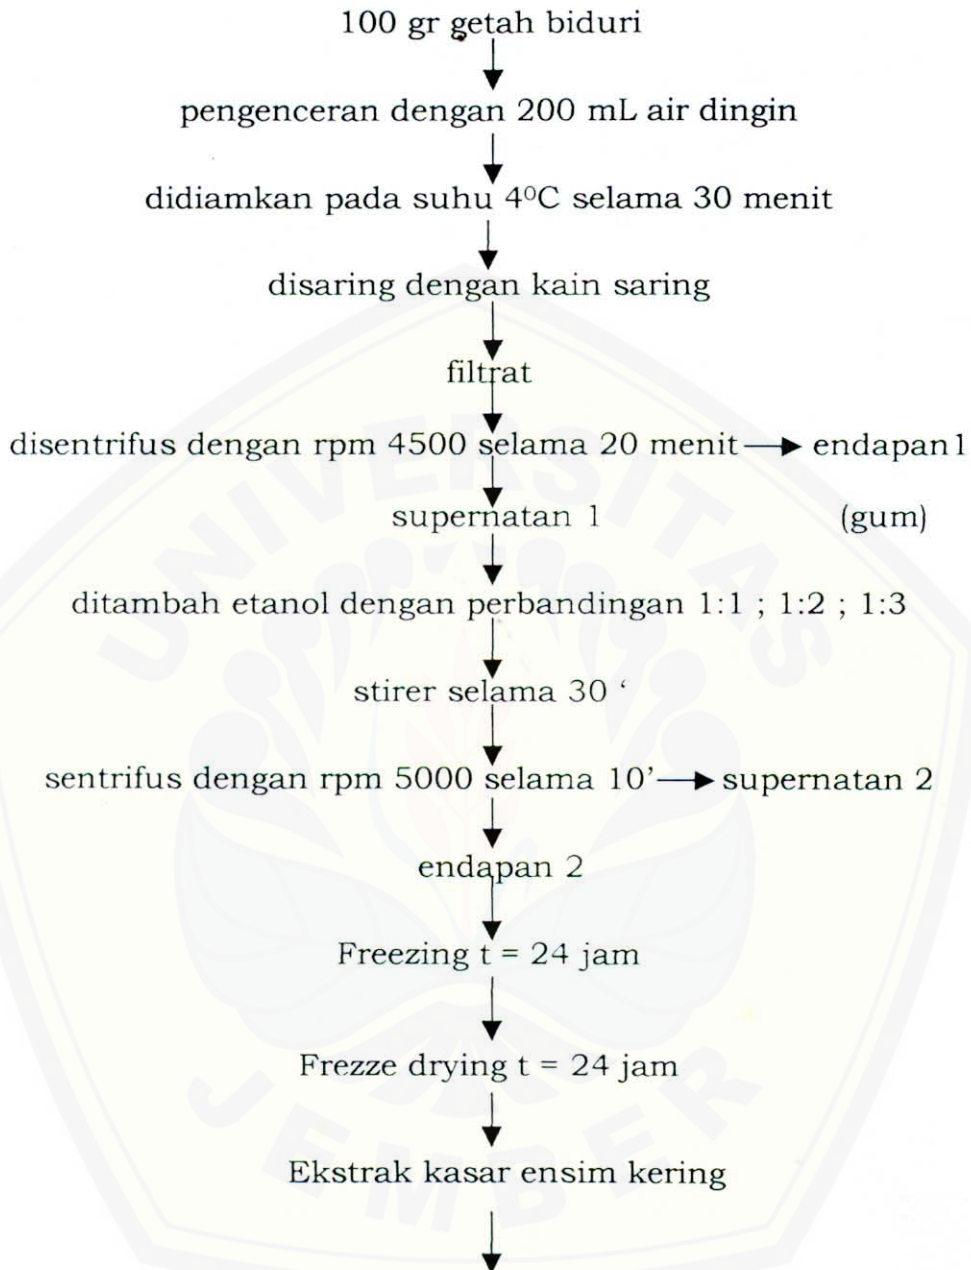 100 gr getah biduri
pengenceran dengan 200 mL air dingin
didiamkan pada suhu 4⁰C selama 30 menit
disaring dengan kain saring
filtrat
disentrifus dengan rpm 4500 selama 20 menit → endapan 1
supernatan 1 (gum)
ditambah etanol dengan perbandingan 1:1 ; 1:2 ; 1:3
stirer selama 30 ‘
sentrifus dengan rpm 5000 selama 10’ → supernatan 2
endapan 2
Freezing t = 24 jam
Frezze drying t = 24 jam
Ekstrak kasar ensim kering
UNIVERSITAS
JEMBER